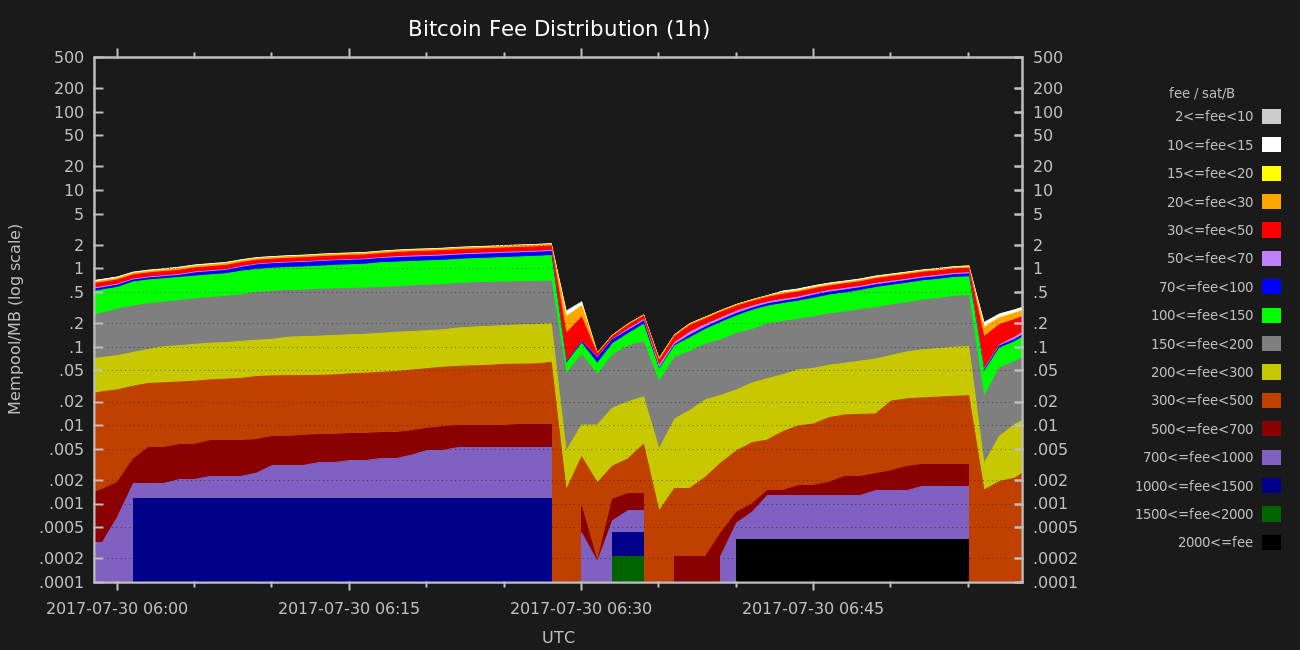 Bitcoin Fee Distribution (1h)
500 500
200 200
100 100
50 50
20 20
10 10
5 5
2 2
1 1
.5 .5
.2 .2
.1 .1
.05 .05
.02 .02
.01 .01
.005 .005
.002 .002
.001 .001
.0005 .0005
.0002 .0002
.0001 .0001
Mempool/MB (log scale)
2017-07-30 06:00 2017-07-30 06:15 2017-07-30 06:30 2017-07-30 06:45
UTC
fee / sat/B
2<=fee<10
10<=fee<15
15<=fee<20
20<=fee<30
30<=fee<50
50<=fee<70
70<=fee<100
100<=fee<150
150<=fee<200
200<=fee<300
300<=fee<500
500<=fee<700
700<=fee<1000
1000<=fee<1500
1500<=fee<2000
2000<=fee